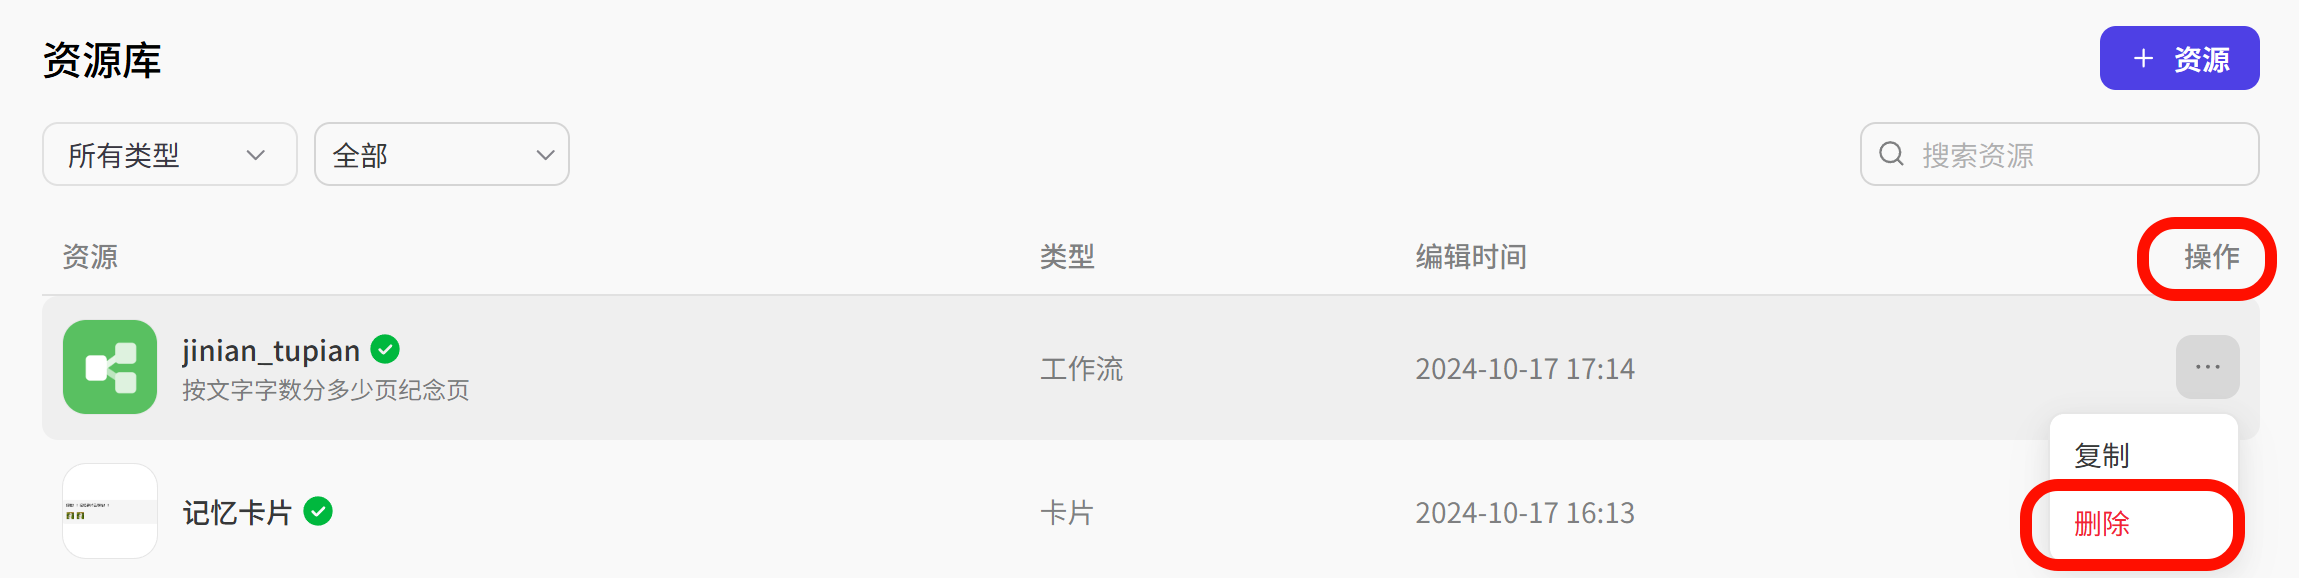 资源库
+ 资源
所有类型
全部
搜索资源
资源 类型 编辑时间 操作
jinian_tupian
按文字字数分多少页纪念页
工作流
2024-10-17 17:14
···
复制
删除
记忆卡片
卡片
2024-10-17 16:13